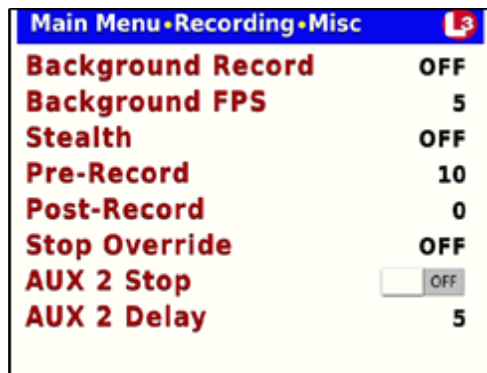 Main Menu•Recording•Misc L3
Background Record OFF
Background FPS 5
Stealth OFF
Pre-Record 10
Post-Record 0
Stop Override OFF
AUX 2 Stop OFF
AUX 2 Delay 5